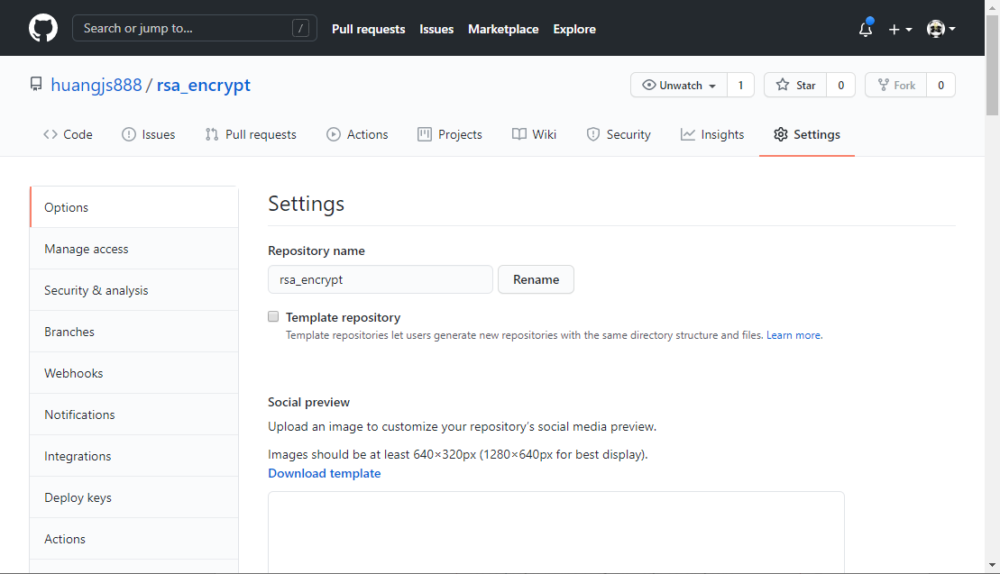 Search or jump to... /
Pull requests Issues Marketplace Explore
huangjs888 / rsa_encrypt
Unwatch 1 Star 0 Fork 0
Code Issues Pull requests Actions Projects Wiki Security Insights Settings
Options
Manage access
Security & analysis
Branches
Webhooks
Notifications
Integrations
Deploy keys
Actions
Settings
Repository name
rsa_encrypt Rename
Template repository
Template repositories let users generate new repositories with the same directory structure and files. Learn more.
Social preview
Upload an image to customize your repository's social media preview.
Images should be at least 640×320px (1280×640px for best display).
Download template